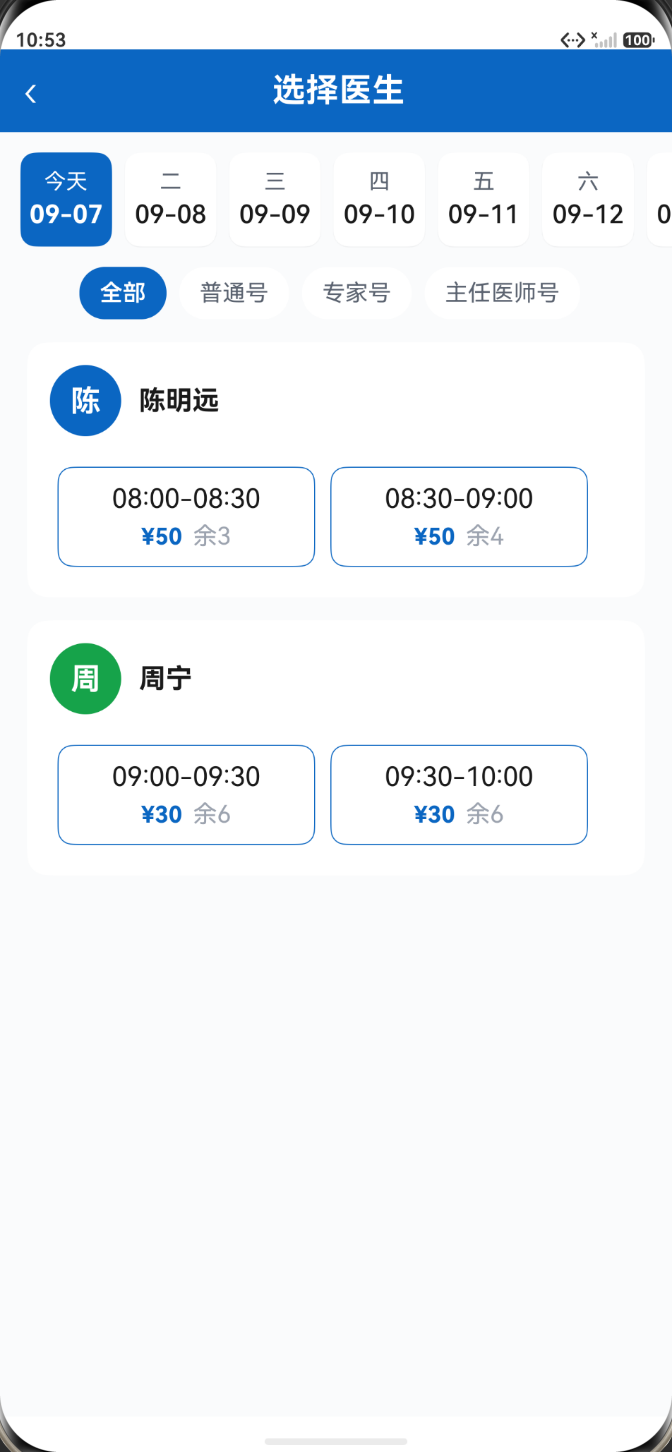 10:53
100
选择医生
今天 二 三 四 五 六
09-07 09-08 09-09 09-10 09-11 09-12 0
全部 普通号 专家号 主任医师号
陈 陈明远
08:00-08:30 08:30-09:00
¥50 余3 ¥50 余4
周 周宁
09:00-09:30 09:30-10:00
¥30 余6 ¥30 余6